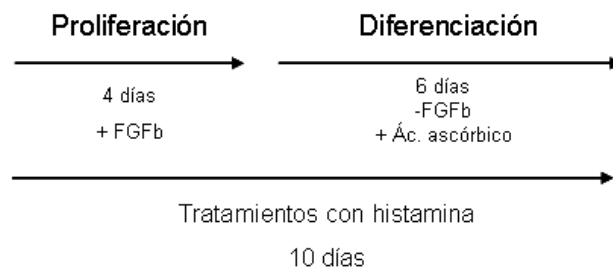 Proliferación
Diferenciación
4 días
+ FGFb
6 días
-FGFb
+ Ác. ascórbico
Tratamientos con histamina
10 días